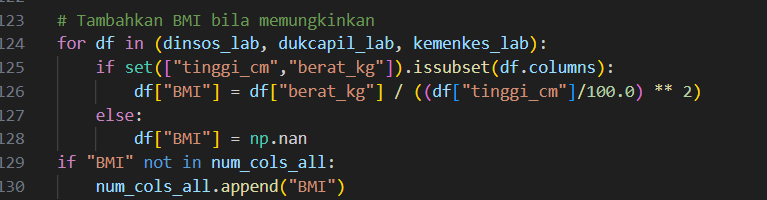 123 # Tambahkan BMI bila memungkinkan
124 for df in (dinsos_lab, dukcapil_lab, kemenkes_lab):
125     if set(["tinggi_cm","berat_kg"]).issubset(df.columns):
126         df["BMI"] = df["berat_kg"] / ((df["tinggi_cm"]/100.0) ** 2)
127     else:
128         df["BMI"] = np.nan
129 if "BMI" not in num_cols_all:
130     num_cols_all.append("BMI")